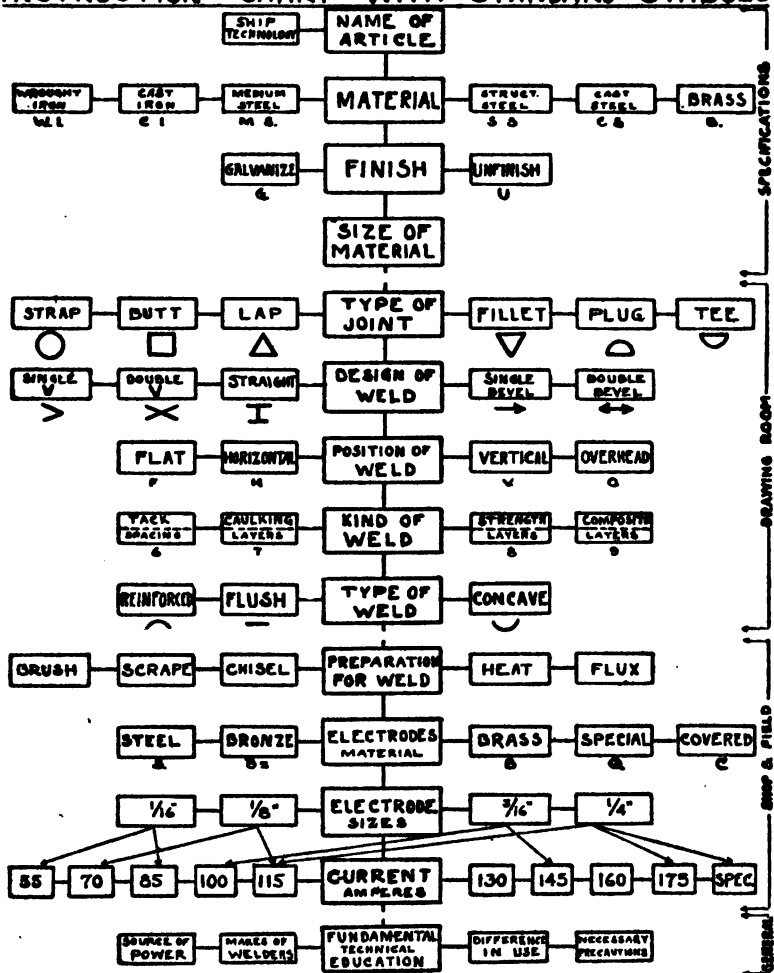 SHIP NAME OF
TECHNOLOGY ARTICLE
WROUGHT IRON CAST IRON MEDIUM STEEL MATERIAL STRUCT. STEEL CAST STEEL BRASS
W.I. C I M S. S S C S B.
GALVANIZE FINISH UNFINISH
G U
SIZE OF
MATERIAL
SPECIFICATIONS
STRAP BUTT LAP TYPE OF JOINT FILLET PLUG TEE
SINGLE V DOUBLE V STRAIGHT DESIGN OF WELD SINGLE BEVEL DOUBLE BEVEL
FLAT HORIZONTAL POSITION OF WELD VERTICAL OVERHEAD
F H V O
TACK SPACING CAULKING LAYERS KIND OF WELD STRENGTH LAYERS COMPOSITE LAYERS
6 7 8 9
REINFORCED FLUSH TYPE OF WELD CONCAVE
DRAWING ROOM
BRUSH SCRAPE CHISEL PREPARATION FOR WELD HEAT FLUX
STEEL BRONZE ELECTRODES MATERIAL BRASS SPECIAL COVERED
1/16" 1/8" ELECTRODE SIZES 3/16" 1/4"
55 70 85 100 115 CURRENT AMPERES 130 145 160 175 SPEC.
SHOP & FIELD
SOURCE OF POWER MAKES OF WELDERS FUNDAMENTAL TECHNICAL EDUCATION DIFFERENCE IN USE NECESSARY PRECAUTIONS
GENERAL